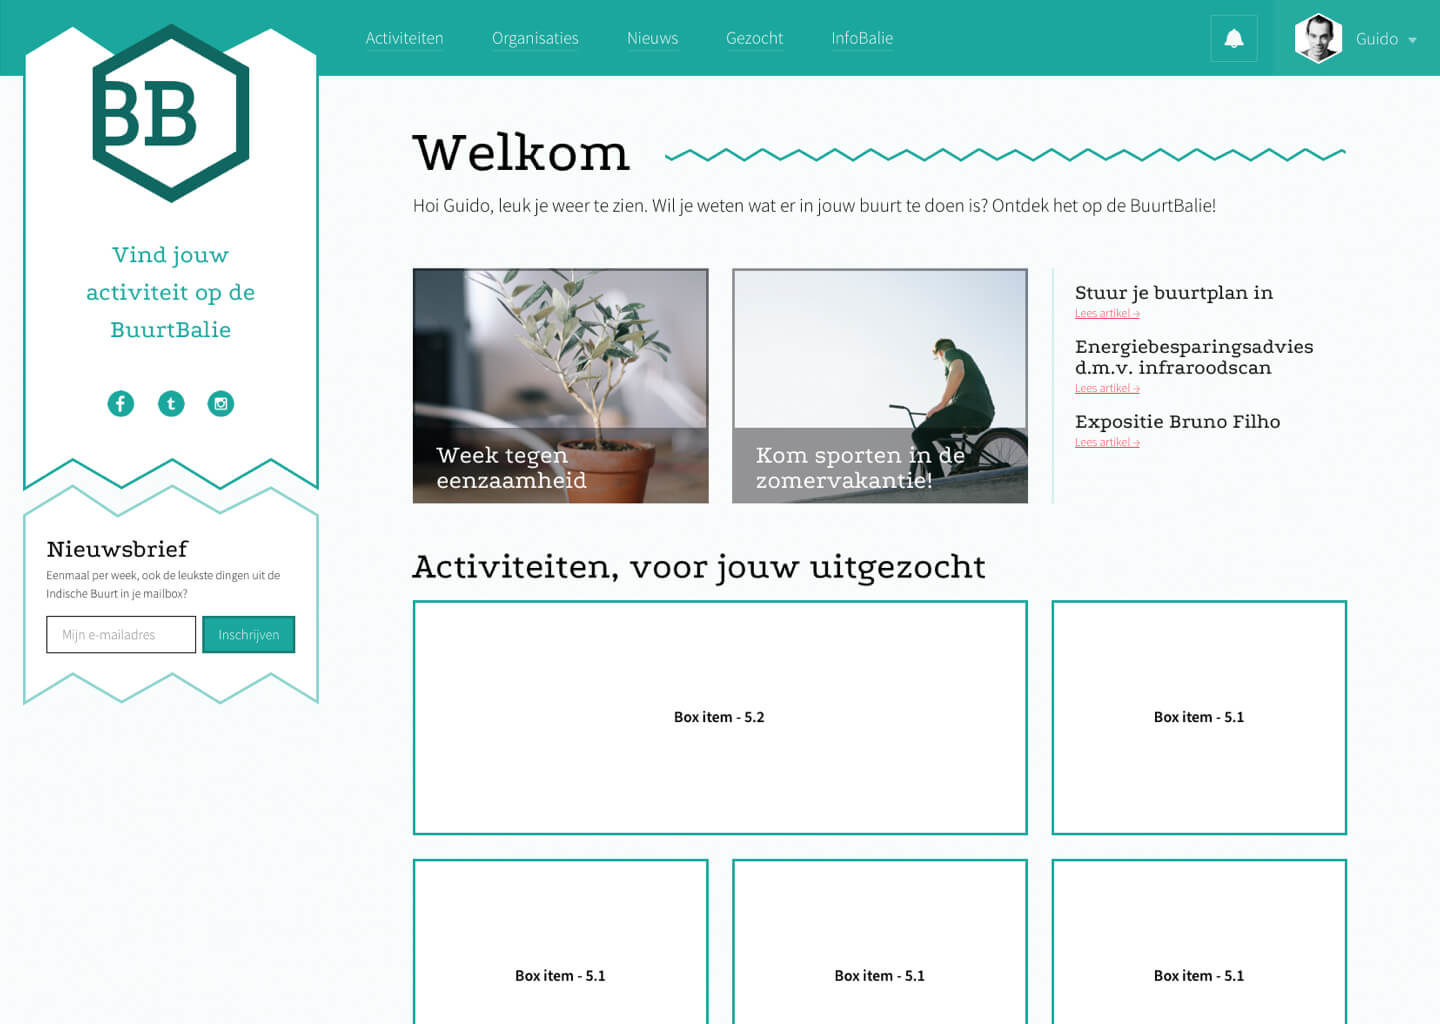 Activiteiten
Organisaties
Nieuws
Gezocht
InfoBalie
Guido
BB
Vind jouw
activiteit op de
BuurtBalie
Nieuwsbrief
Eenmaal per week, ook de leukste dingen uit de
Indische Buurt in je mailbox?
Mijn e-mailadres
Inschrijven
Welkom
Hoi Guido, leuk je weer te zien. Wil je weten wat er in jouw buurt te doen is? Ontdek het op de BuurtBalie!
Week tegen
eenzaamheid
Kom sporten in de
zomervakantie!
Stuur je buurtplan in
Lees artikel →
Energiebesparingsadvies
d.m.v. infraroodscan
Lees artikel →
Expositie Bruno Filho
Lees artikel →
Activiteiten, voor jouw uitgezocht
Box item - 5.2
Box item - 5.1
Box item - 5.1
Box item - 5.1
Box item - 5.1